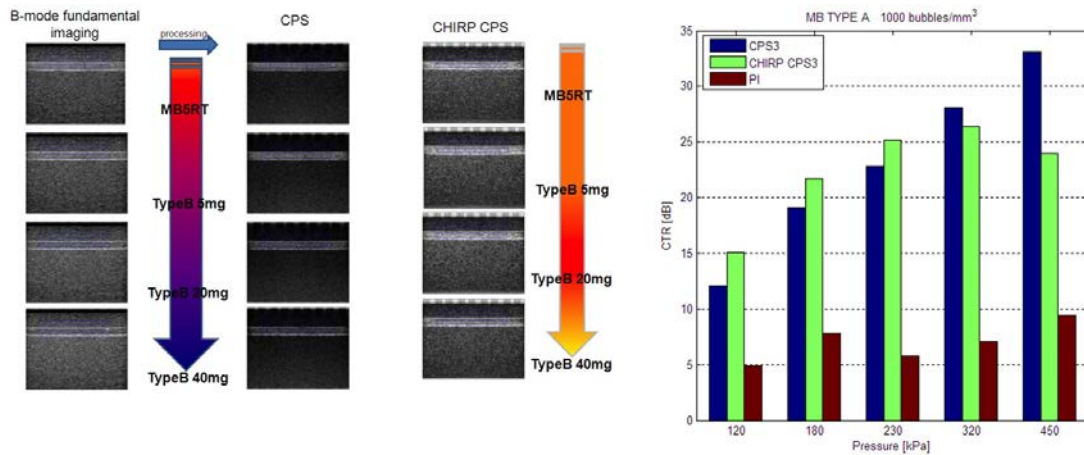 B-mode fundamental
imaging
processing
CPS
MB5RT
TypeB 5mg
TypeB 20mg
TypeB 40mg
CHIRP CPS
MB5RT
TypeB 5mg
TypeB 20mg
TypeB 40mg
MB TYPE A 1000 bubbles/mm³
CPS3
CHIRP CPS3
PI
CTR [dB]
35
30
25
20
15
10
5
0
120 180 230 320 450
Pressure [kPa]